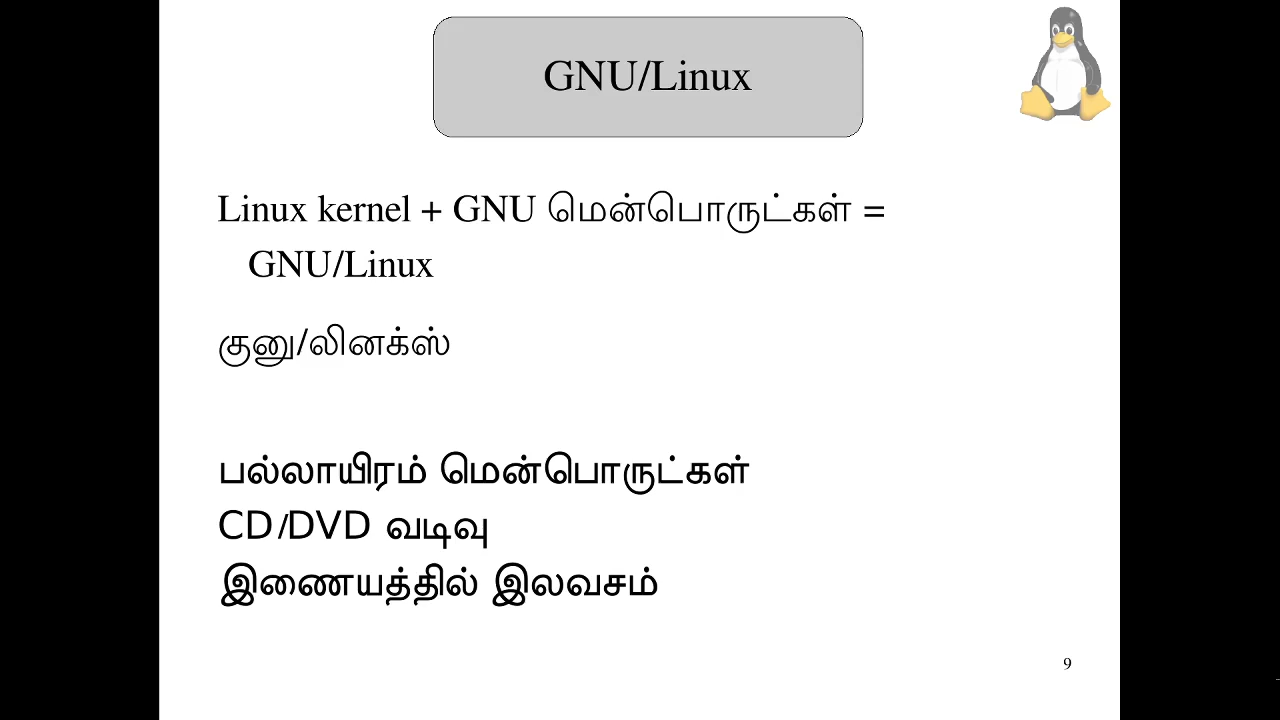 GNU/Linux
Linux kernel + GNU மென்பொருட்கள் =
GNU/Linux
குனு/லினக்ஸ்
பல்லாயிரம் மென்பொருட்கள்
CD/DVD வடிவு
இணையத்தில் இலவசம்
9